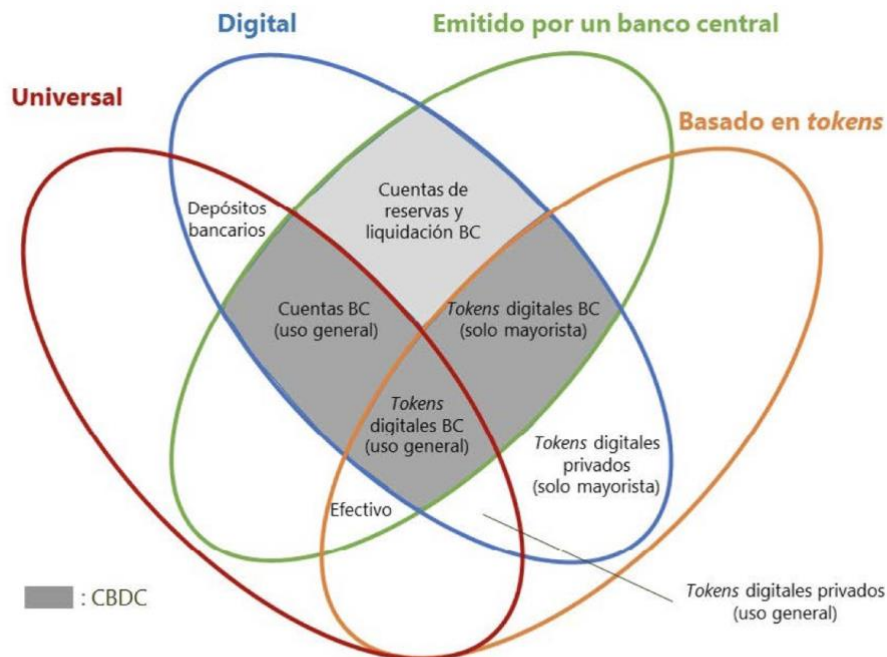 Digital
Emitido por un banco central
Universal
Basado en tokens
Depósitos
bancarios
Cuentas de
reservas y
liquidación BC
Cuentas BC
(uso general)
Tokens digitales BC
(solo mayorista)
Tokens
digitales BC
(uso general)
Tokens digitales
privados
(solo mayorista)
Efectivo
: CBDC
Tokens digitales privados
(uso general)